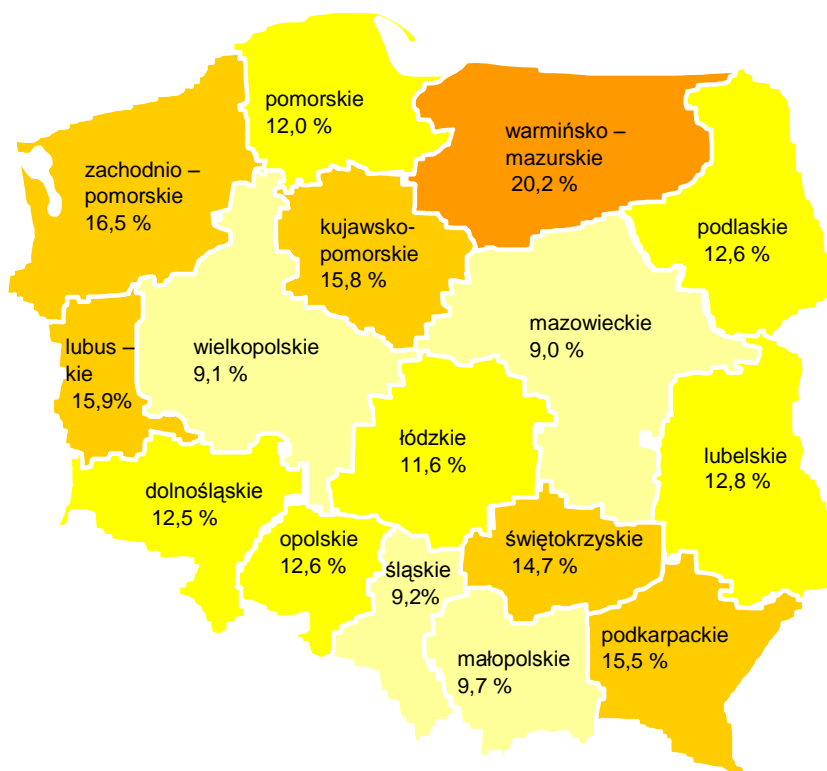 pomorskie
12,0 %
warmińsko –
mazurskie
20,2 %
zachodnio –
pomorskie
16,5 %
kujawsko-
pomorskie
15,8 %
podlaskie
12,6 %
lubus –
kie
15,9%
wielkopolskie
9,1 %
mazowieckie
9,0 %
łódzkie
11,6 %
lubelskie
12,8 %
dolnośląskie
12,5 %
opolskie
12,6 %
śląskie
9,2%
świętokrzyskie
14,7 %
małopolskie
9,7 %
podkarpackie
15,5 %